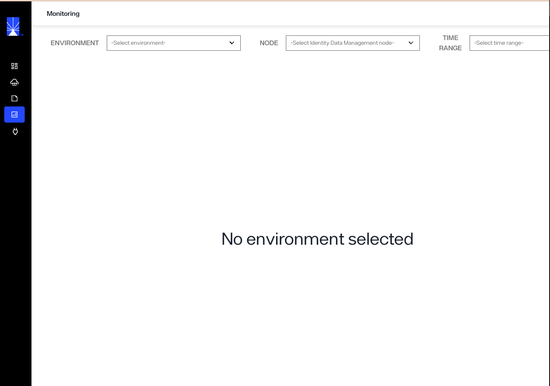 Monitoring
ENVIRONMENT
-Select environment-
NODE
-Select Identity Data Management node-
TIME
RANGE
-Select time range-
No environment selected